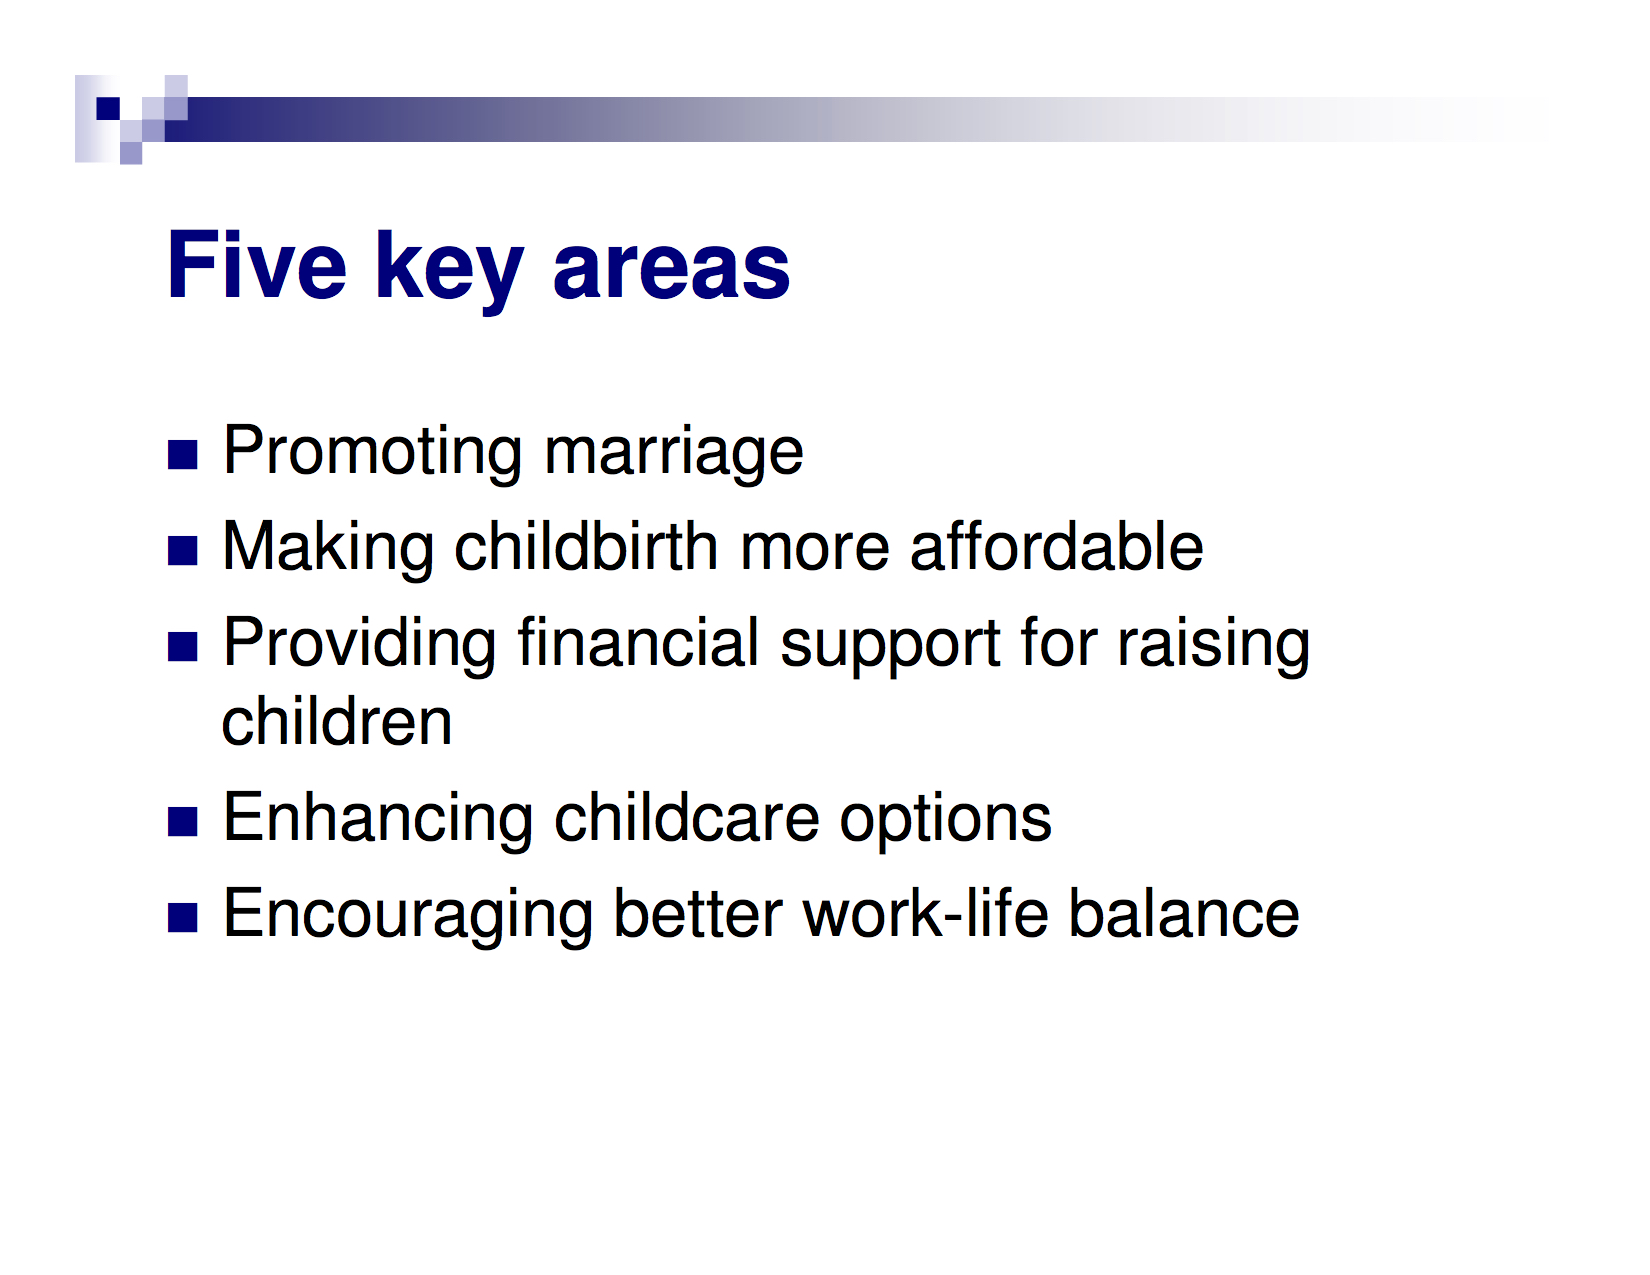 Five key areas
Promoting marriage
Making childbirth more affordable
Providing financial support for raising
children
Enhancing childcare options
Encouraging better work-life balance